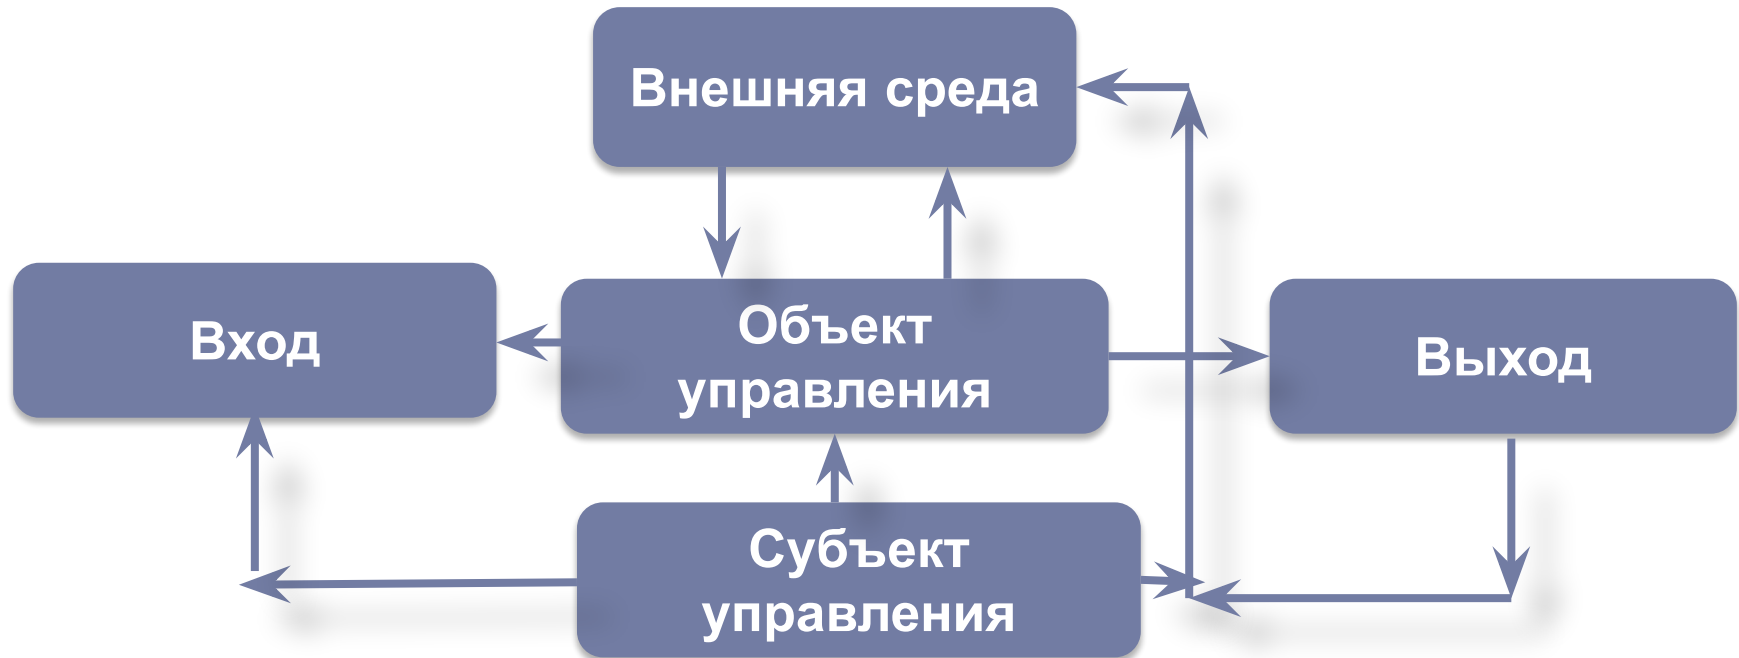 Внешняя среда
Вход
Объект
управления
Выход
Субъект
управления